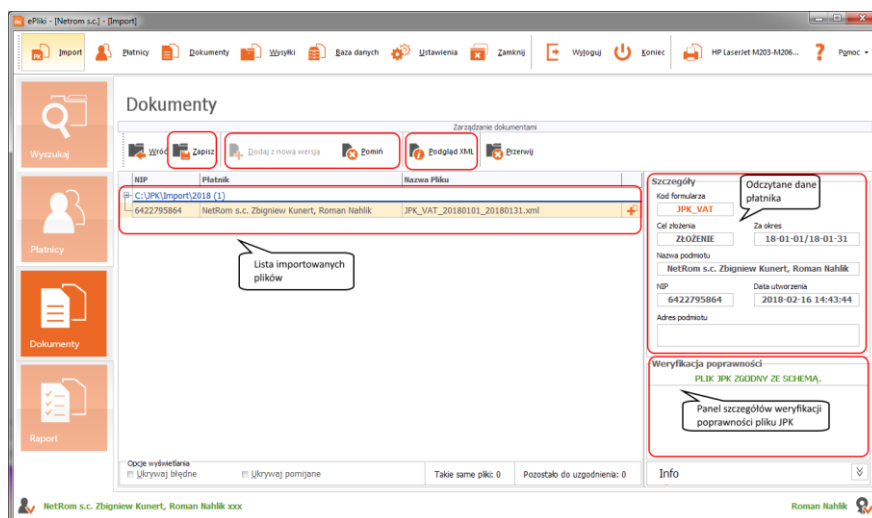 ePliki - [Netrom s.c.] - [Import]
Import Płatnicy Dokumenty Wysyłki Baza danych Ustawienia Zamknij Wyloguj Koniec HP LaserJet M203-M206... Pomoc
Dokumenty
Zarządzanie dokumentami
Wróć Zapisz Dodaj z nową wersją Pomiń Podgląd XML Przerwij
Wyszukaj
Płatnicy
Dokumenty
Raport
NIP Płatnik Nazwa Pliku
C:\JPK\Import\2018 (1)
6422795864 NetRom s.c. Zbigniew Kunert, Roman Nahlik JPK_VAT_20180101_20180131.xml
Lista importowanych
plików
Szczegóły
Odczytane dane
płatnika
Kod formularza
JPK_VAT
Cel złożenia Za okres
ZŁOŻENIE 18-01-01/18-01-31
Nazwa podmiotu
NetRom s.c. Zbigniew Kunert, Roman Nahlik
NIP Data utworzenia
6422795864 2018-02-16 14:43:44
Adres podmiotu
Weryfikacja poprawności
PLIK JPK ZGODNY ZE SCHEMĄ.
Panel szczegółów weryfikacji
poprawności pliku JPK
Opcje wyświetlania
Ukrywaj błędne Ukrywaj pomijane Takie same pliki: 0 Pozostało do uzgodnienia: 0
Info
NetRom s.c. Zbigniew Kunert, Roman Nahlik xxx Roman Nahlik